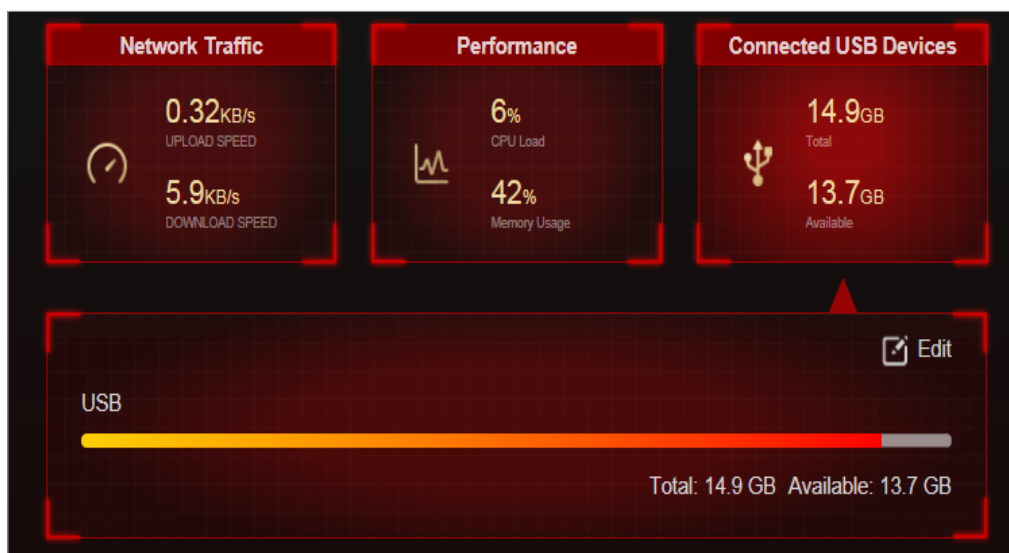 Network Traffic
0.32KB/s
UPLOAD SPEED
5.9KB/s
DOWNLOAD SPEED
Performance
6%
CPU Load
42%
Memory Usage
Connected USB Devices
14.9GB
Total
13.7GB
Available
Edit
USB
Total: 14.9 GB Available: 13.7 GB